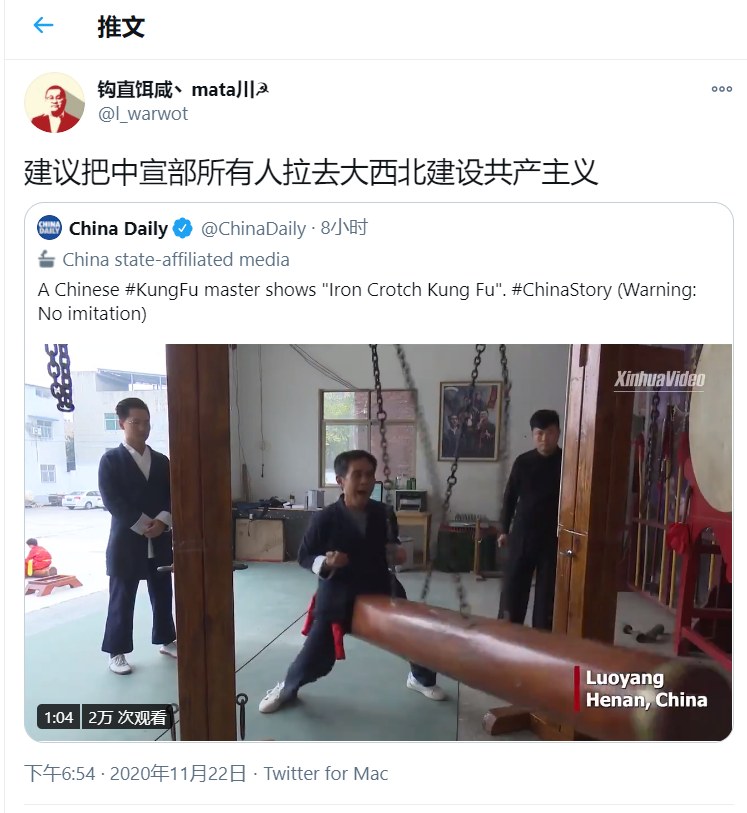 推文
钩直饵咸丶mata川☭
@l_warwot
建议把中宣部所有人拉去大西北建设共产主义
CHINA DAILY China Daily @ChinaDaily · 8小时
China state-affiliated media
A Chinese #KungFu master shows "Iron Crotch Kung Fu". #ChinaStory (Warning:
No imitation)
XinhuaVideo
Luoyang
Henan, China
1:04 2万 次观看
下午6:54 · 2020年11月22日 · Twitter for Mac